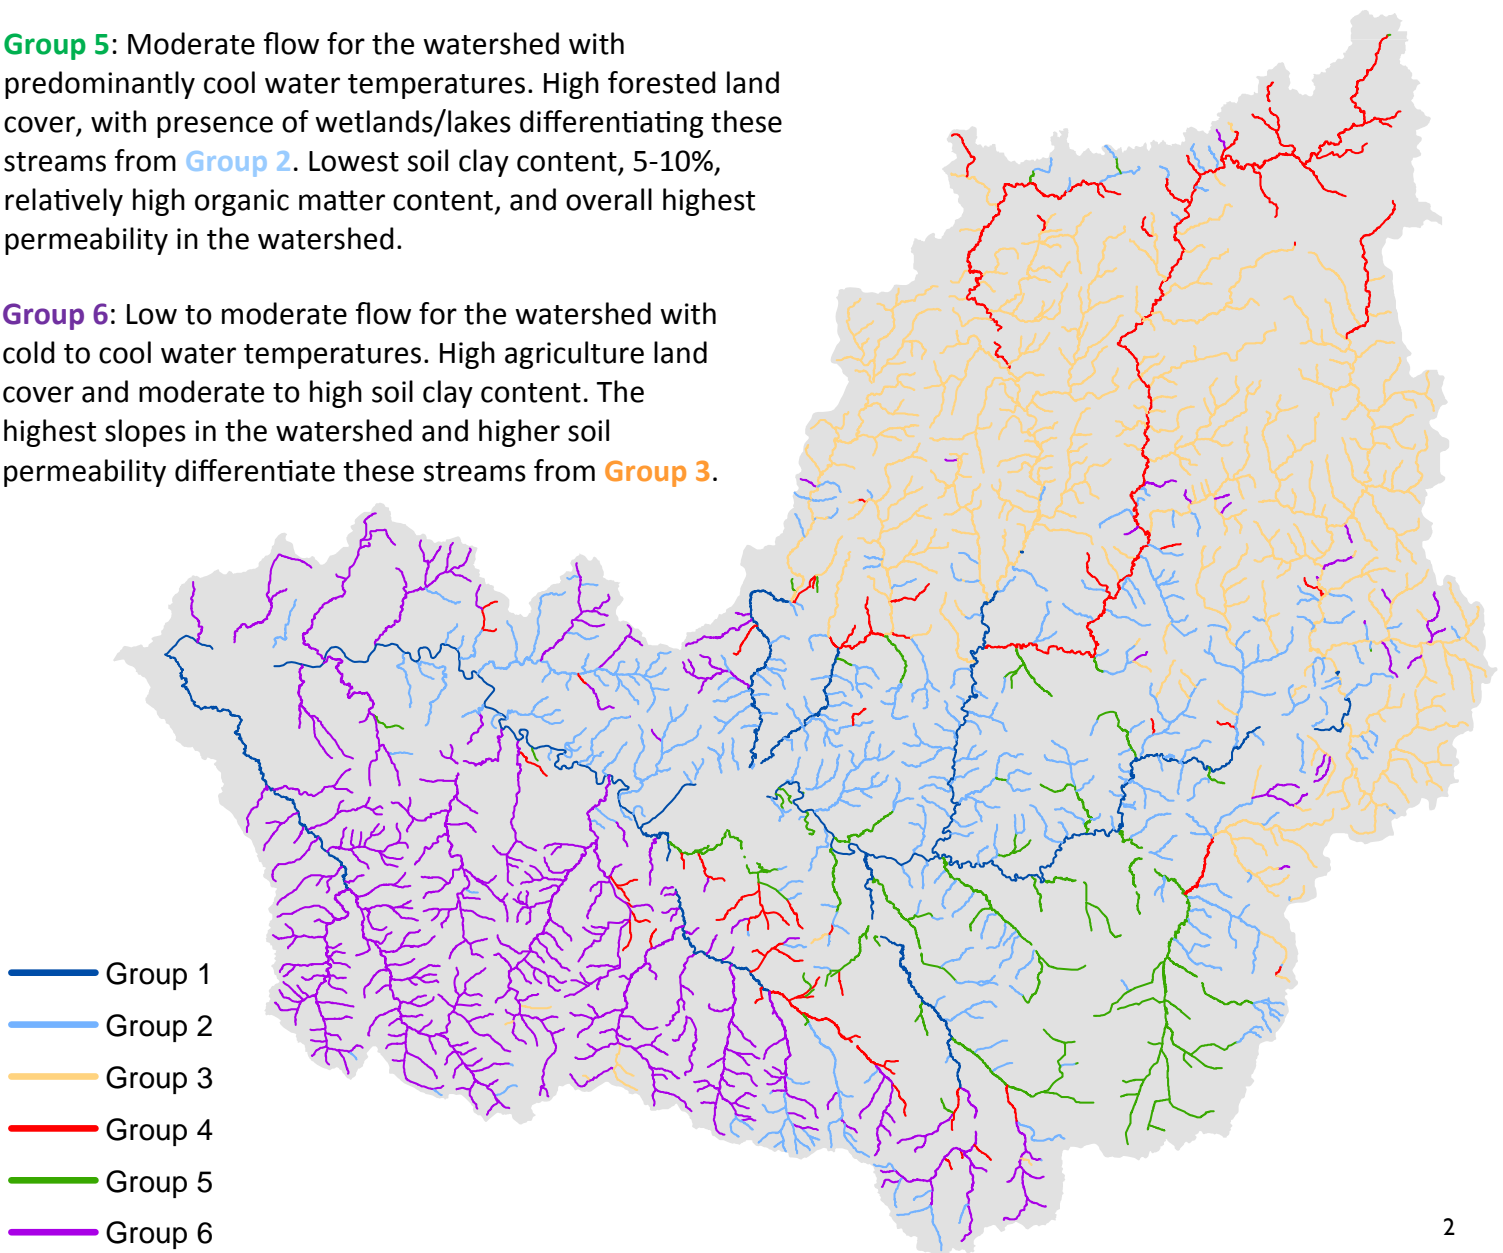 Group 5: Moderate flow for the watershed with
predominantly cool water temperatures. High forested land
cover, with presence of wetlands/lakes differentiating these
streams from Group 2. Lowest soil clay content, 5-10%,
relatively high organic matter content, and overall highest
permeability in the watershed.
Group 6: Low to moderate flow for the watershed with
cold to cool water temperatures. High agriculture land
cover and moderate to high soil clay content. The
highest slopes in the watershed and higher soil
permeability differentiate these streams from Group 3.
Group 1
Group 2
Group 3
Group 4
Group 5
Group 6
2